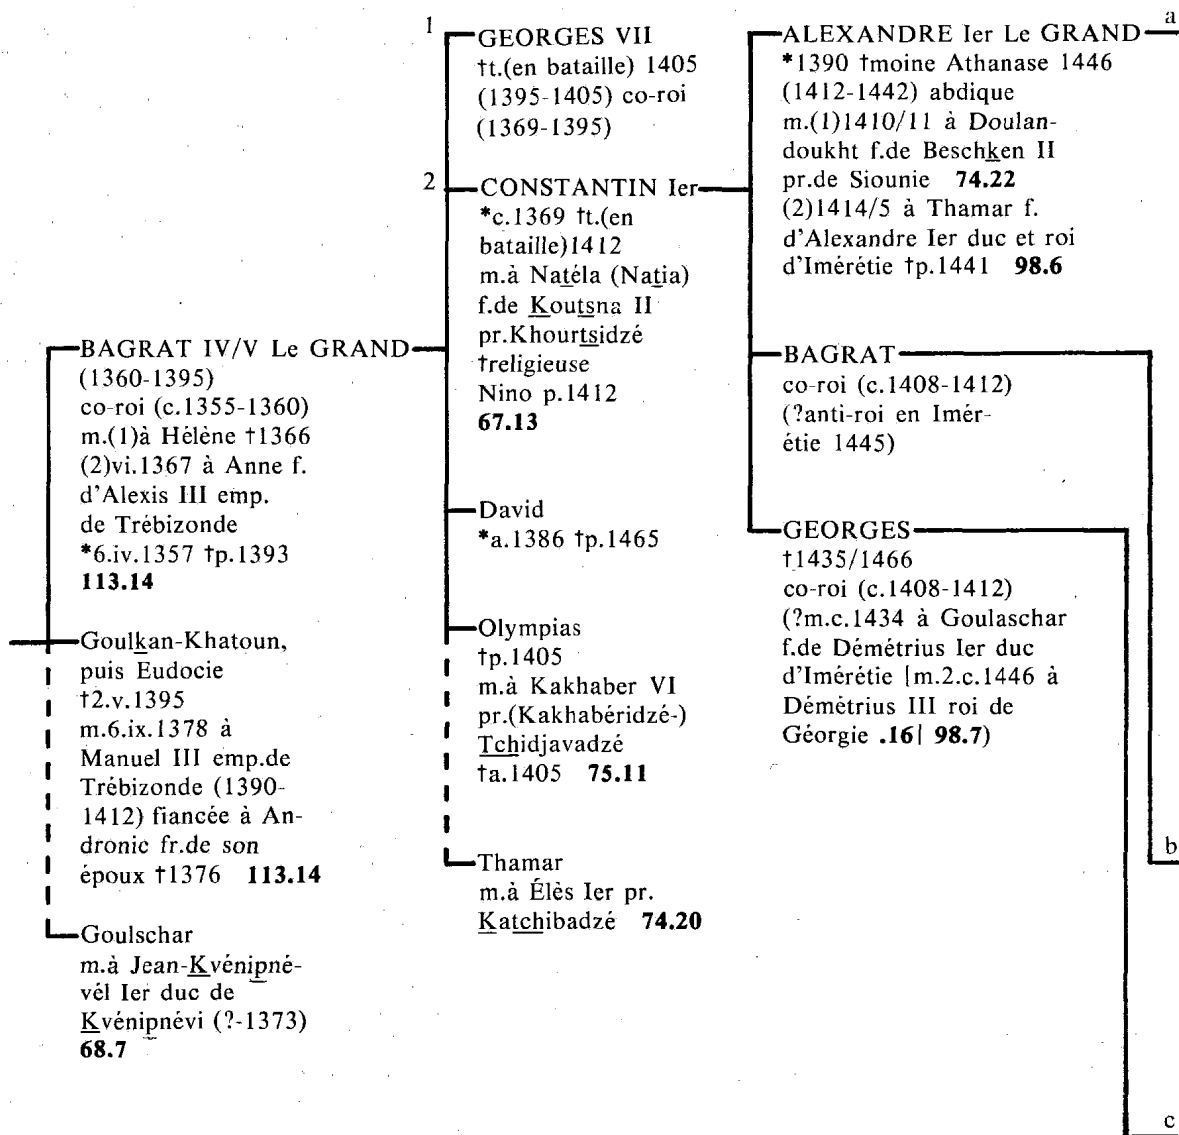 BAGRAT IV/V Le GRAND
(1360-1395)
co-roi (c.1355-1360)
m.(1)à Hélène †1366
(2)vi.1367 à Anne f.
d'Alexis III emp.
de Trébizonde
*6.iv.1357 †p.1393
113.14
Goulkan-Khatoun,
puis Eudocie
†2.v.1395
m.6.ix.1378 à
Manuel III emp.de
Trébizonde (1390-
1412) fiancée à An-
dronic fr.de son
époux †1376 113.14
Goulschar
m.à Jean-Kvénipné-
vél Ier duc de
Kvénipnévi (?-1373)
68.7
1
GEORGES VII
†t.(en bataille) 1405
(1395-1405) co-roi
(1369-1395)
2
CONSTANTIN Ier
*c.1369 †t.(en
bataille)1412
m.à Natéla (Natia)
f.de Koutsna II
pr.Khourtsidzé
†religieuse
Nino p.1412
67.13
David
*a.1386 †p.1465
Olympias
†p.1405
m.à Kakhaber VI
pr.(Kakhabéridzé-)
Tchidjavadzé
†a.1405 75.11
Thamar
m.à Élès Ier pr.
Katchibadzé 74.20
ALEXANDRE Ier Le GRAND
a
*1390 †moine Athanase 1446
(1412-1442) abdique
m.(1)1410/11 à Doulan-
doukht f.de Beschken II
pr.de Siounie 74.22
(2)1414/5 à Thamar f.
d'Alexandre Ier duc et roi
d'Imérétie †p.1441 98.6
BAGRAT
co-roi (c.1408-1412)
(?anti-roi en Imér-
étie 1445)
GEORGES
†1435/1466
co-roi (c.1408-1412)
(?m.c.1434 à Goulaschar
f.de Démétrius Ier duc
d'Imérétie |m.2.c.1446 à
Démétrius III roi de
Géorgie .16| 98.7)
b
c